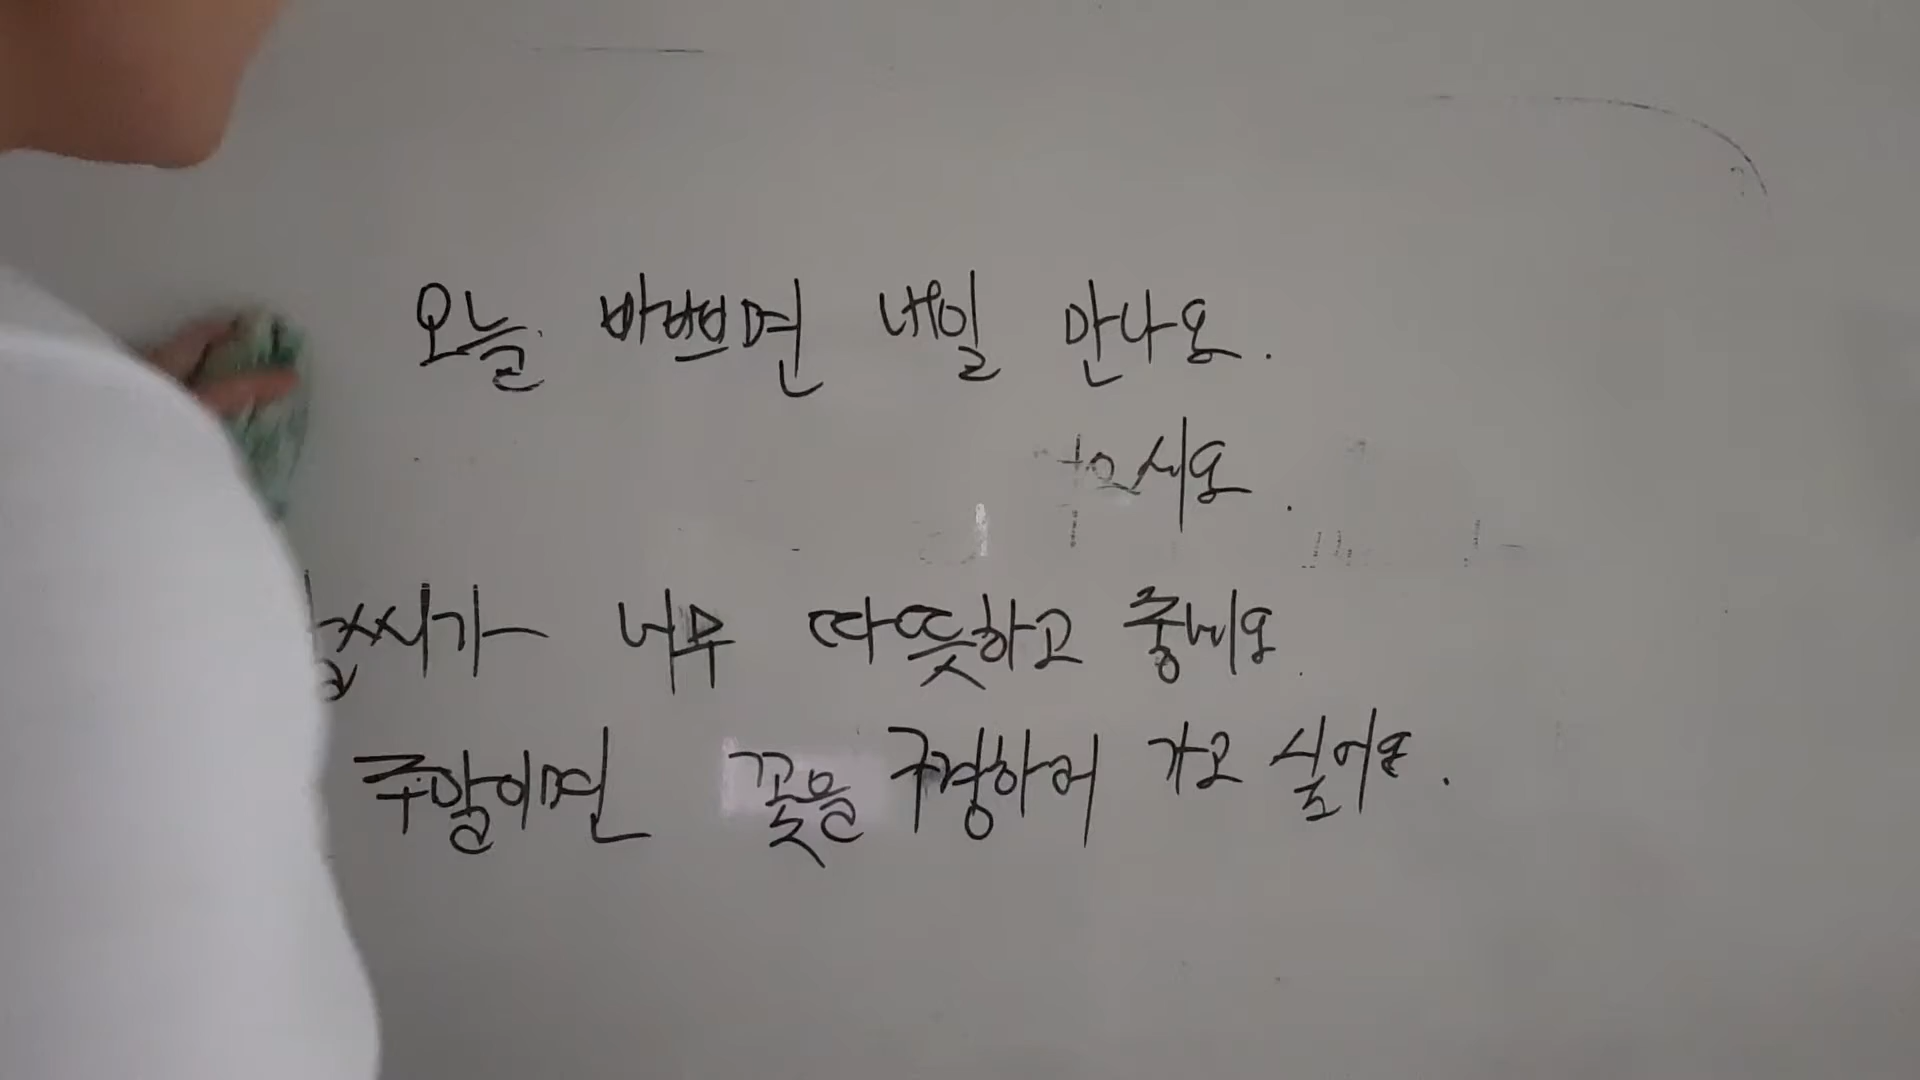 오늘 바쁘면 내일 만나요.
세요.
날씨가 너무 따뜻하고 좋네요.
주말이면 꽃을 구경하러 가고 싶어요.